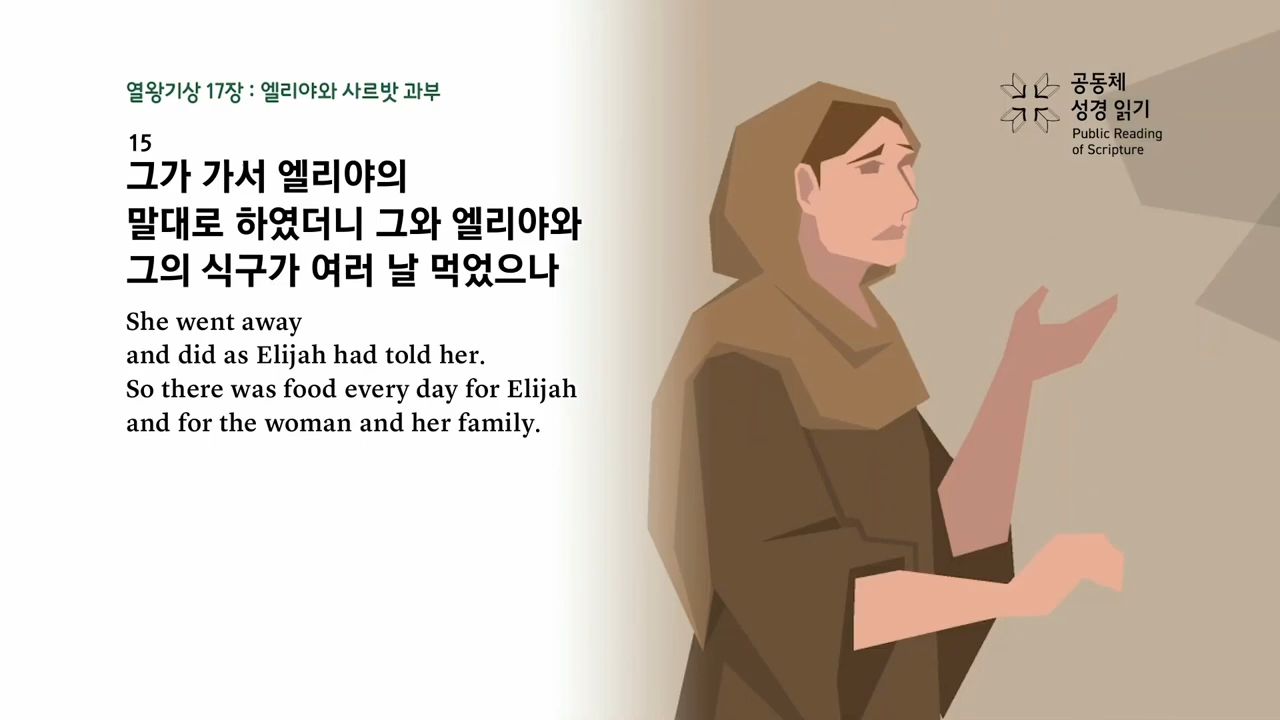 열왕기상 17장 : 엘리야와 사르밧 과부
15
그가 가서 엘리야의
말대로 하였더니 그와 엘리야와
그의 식구가 여러 날 먹었으나
She went away
and did as Elijah had told her.
So there was food every day for Elijah
and for the woman and her family.
공동체
성경 읽기
Public Reading
of Scripture